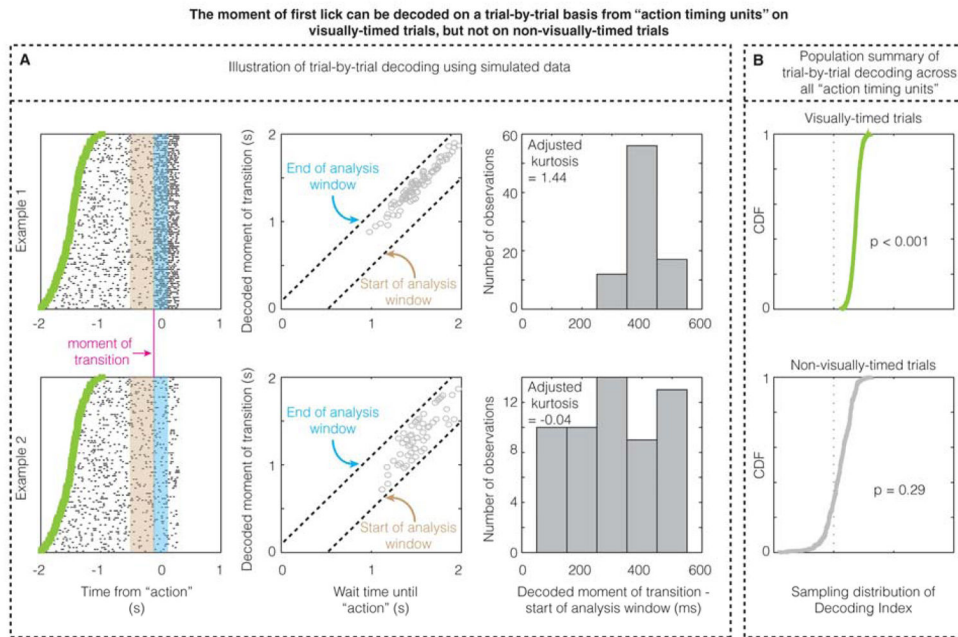 The moment of first lick can be decoded on a trial-by-trial basis from “action timing units” on
visually-timed trials, but not on non-visually-timed trials
A
Illustration of trial-by-trial decoding using simulated data
Example 1
-2
-1
0
1
moment of
transition
Decoded moment of transition (s)
2
1
0
End of analysis
window
Start of analysis
window
0
1
2
Number of observations
60
40
20
0
Adjusted
kurtosis
= 1.44
0
200
400
600
Example 2
-2
-1
0
1
Time from “action”
(s)
Decoded moment of transition (s)
2
1
0
End of analysis
window
Start of analysis
window
0
1
2
Wait time until
“action” (s)
Number of observations
12
8
4
0
Adjusted
kurtosis
= -0.04
0
200
400
600
Decoded moment of transition -
start of analysis window (ms)
B
Population summary of
trial-by-trial decoding across
all “action timing units”
Visually-timed trials
CDF
1
0
p < 0.001
Non-visually-timed trials
CDF
1
0
p = 0.29
Sampling distribution of
Decoding Index